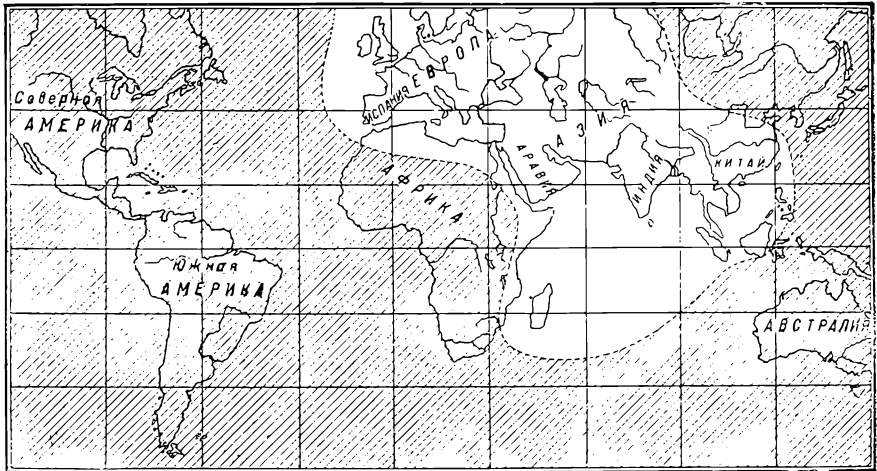 Северная
АМЕРИКА
ЕВРОПА
ИСПАНИЯ
АЗИЯ
АРАВИЯ
ИНДИЯ
КИТАЙ
АФРИКА
Южная
АМЕРИКА
АВСТРАЛИЯ